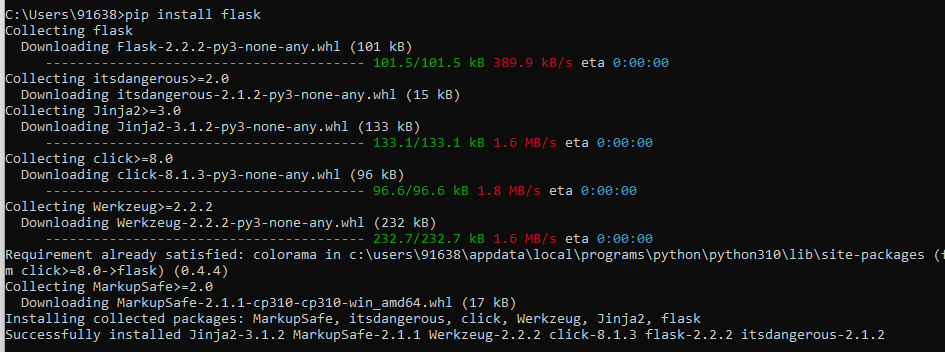 C:\Users\91638>pip install flask
Collecting flask
  Downloading Flask-2.2.2-py3-none-any.whl (101 kB)
     ---------------------------------------- 101.5/101.5 kB 389.9 kB/s eta 0:00:00
Collecting itsdangerous>=2.0
  Downloading itsdangerous-2.1.2-py3-none-any.whl (15 kB)
Collecting Jinja2>=3.0
  Downloading Jinja2-3.1.2-py3-none-any.whl (133 kB)
     ---------------------------------------- 133.1/133.1 kB 1.6 MB/s eta 0:00:00
Collecting click>=8.0
  Downloading click-8.1.3-py3-none-any.whl (96 kB)
     ---------------------------------------- 96.6/96.6 kB 1.8 MB/s eta 0:00:00
Collecting Werkzeug>=2.2.2
  Downloading Werkzeug-2.2.2-py3-none-any.whl (232 kB)
     ---------------------------------------- 232.7/232.7 kB 1.6 MB/s eta 0:00:00
Requirement already satisfied: colorama in c:\users\91638\appdata\local\programs\python\python310\lib\site-packages (
m click>=8.0->flask) (0.4.4)
Collecting MarkupSafe>=2.0
  Downloading MarkupSafe-2.1.1-cp310-cp310-win_amd64.whl (17 kB)
Installing collected packages: MarkupSafe, itsdangerous, click, Werkzeug, Jinja2, flask
Successfully installed Jinja2-3.1.2 MarkupSafe-2.1.1 Werkzeug-2.2.2 click-8.1.3 flask-2.2.2 itsdangerous-2.1.2